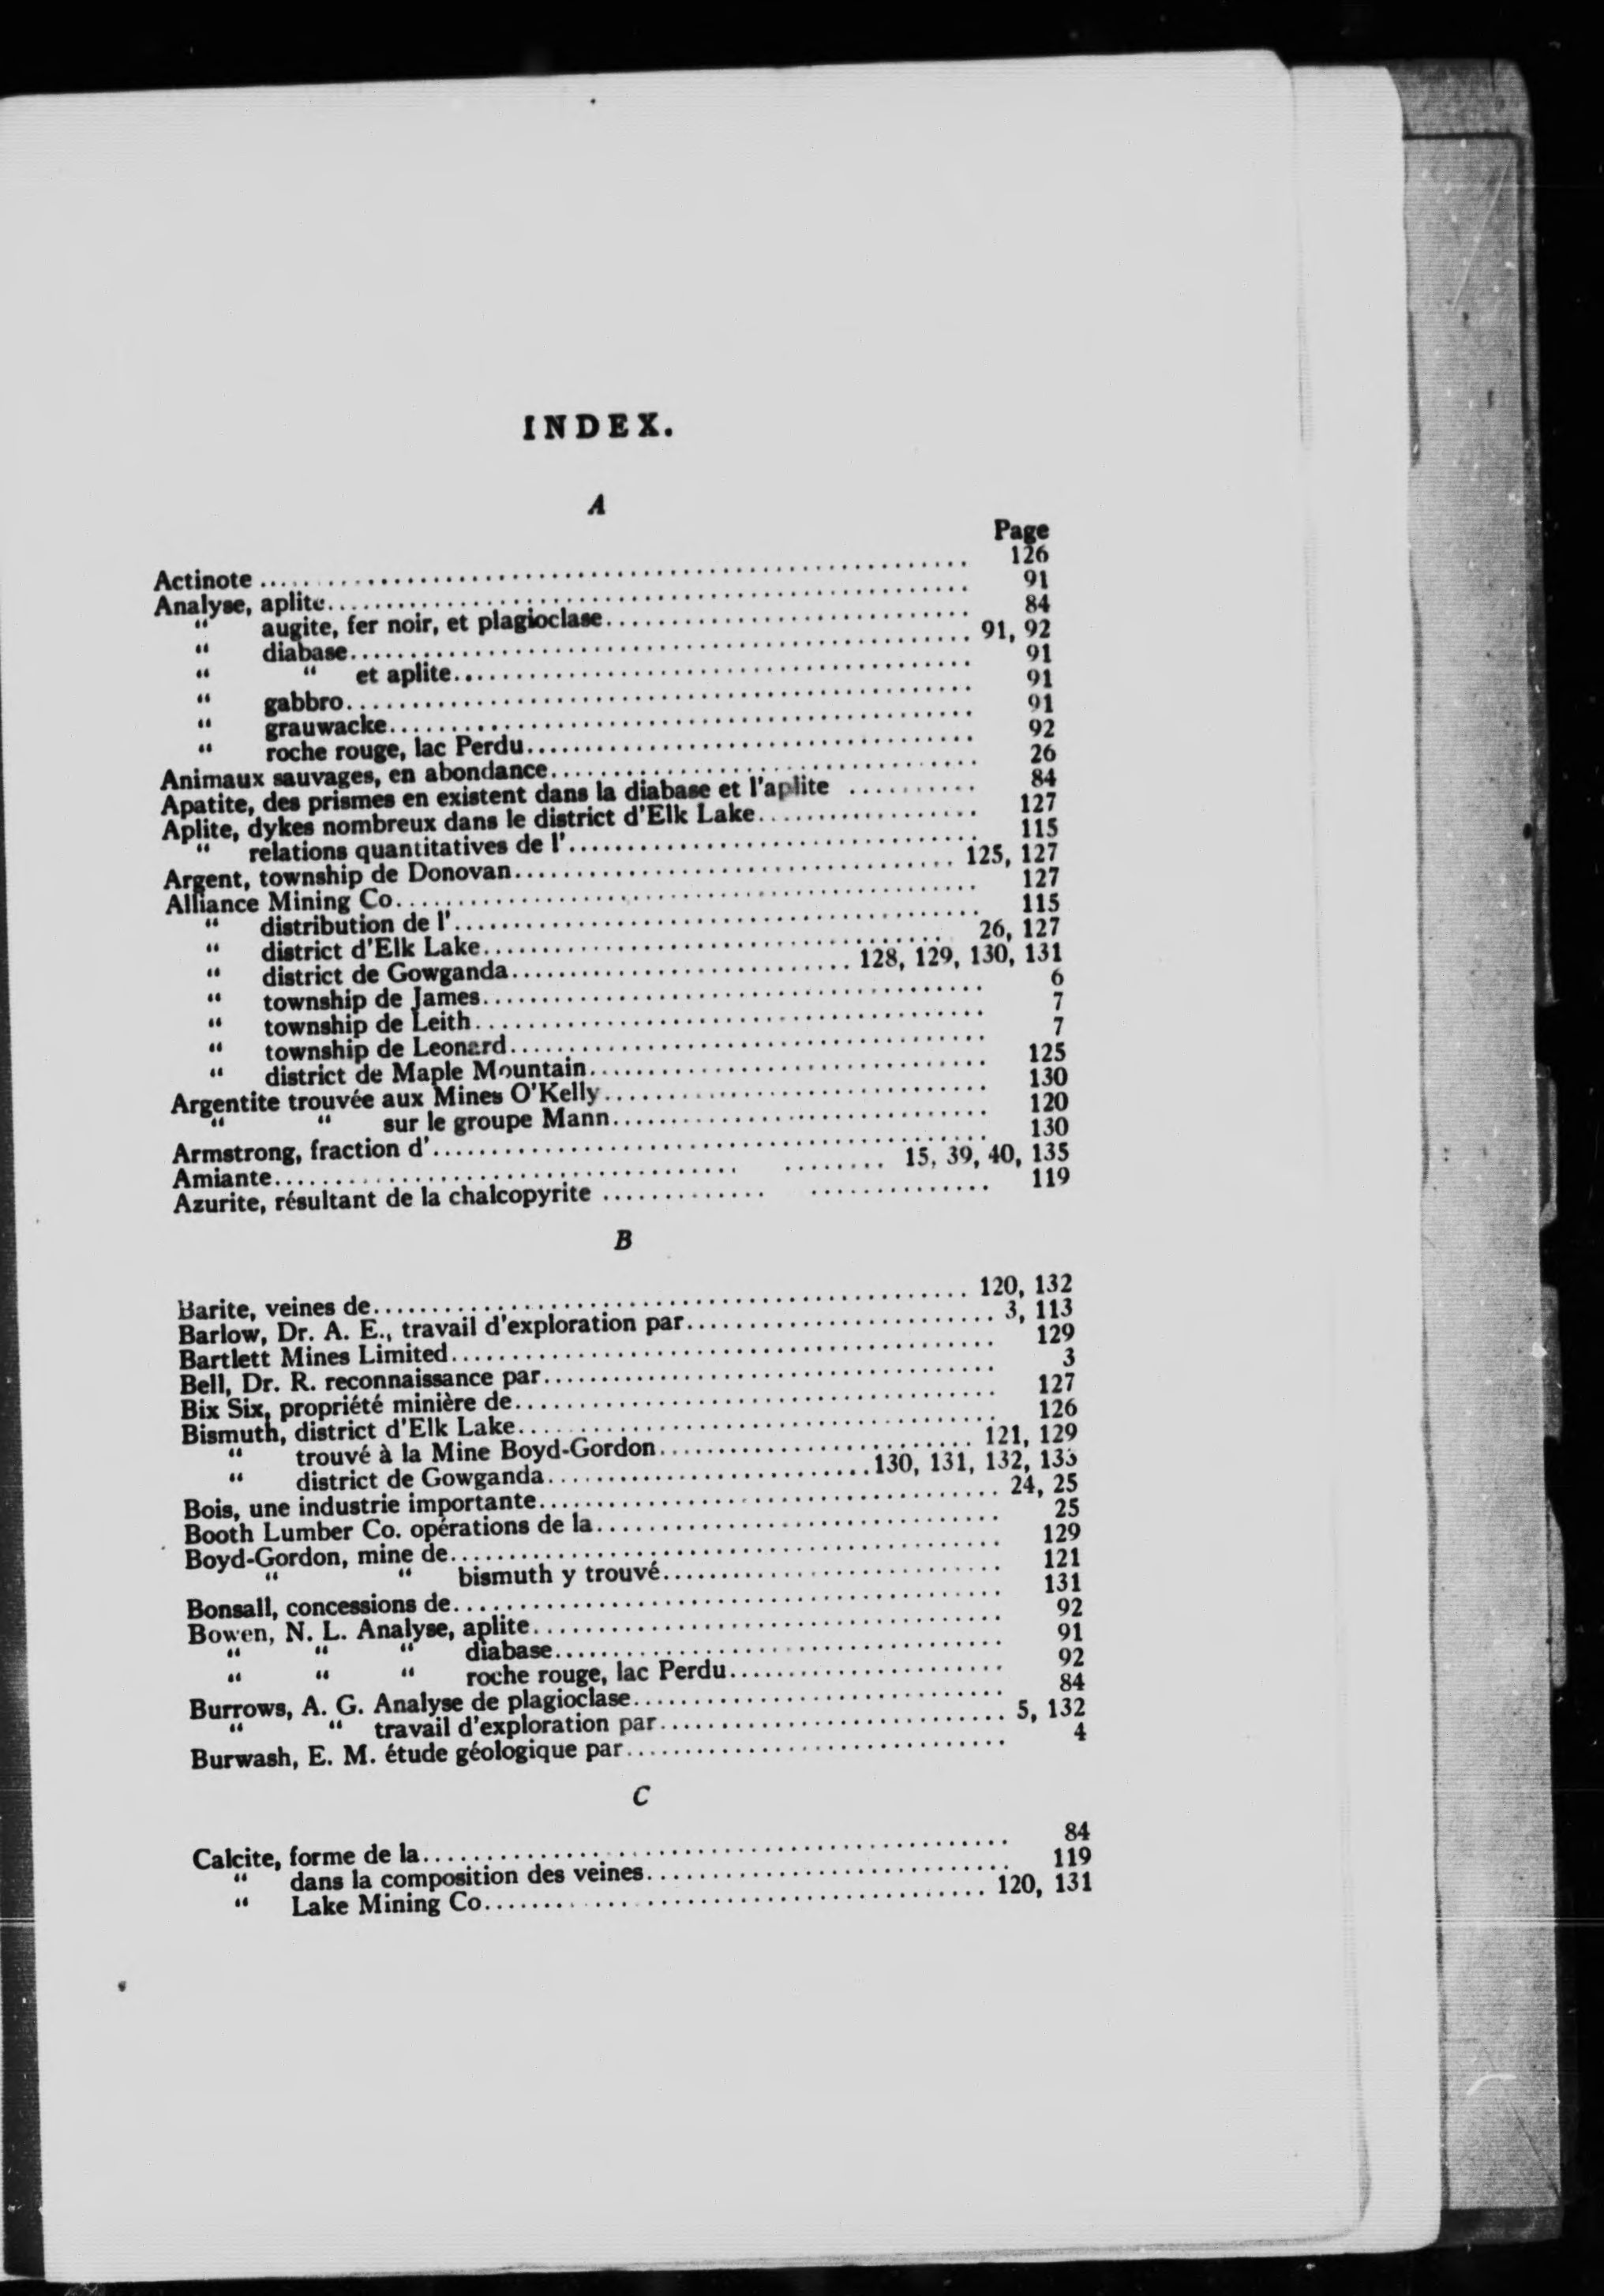 INDEX.
A
Page
Actinote ........ 126
Analyse, aplite........ 91
" augite, fer noir, et plagioclase........ 84
" diabase........ 91, 92
" " et aplite........ 91
" gabbro........ 91
" grauwacke........ 91
" roche rouge, lac Perdu........ 92
Animaux sauvages, en abondance........ 26
Apatite, des prismes en existent dans la diabase et l'aplite ........ 84
Aplite, dykes nombreux dans le district d'Elk Lake........ 127
" relations quantitatives de l'........ 115
Argent, township de Donovan........ 125, 127
Alliance Mining Co........ 127
" distribution de l'........ 115
" district d'Elk Lake........ 26, 127
" district de Gowganda........ 128, 129, 130, 131
" township de James........ 6
" township de Leith........ 7
" township de Leonard........ 7
" district de Maple Mountain........ 125
Argentite trouvée aux Mines O'Kelly........ 130
" " sur le groupe Mann........ 120
Armstrong, fraction d'........ 130
Amiante........ 15, 39, 40, 135
Azurite, résultant de la chalcopyrite ........ 119
B
Barite, veines de........ 120, 132
Barlow, Dr. A. E., travail d'exploration par........ 3, 113
Bartlett Mines Limited........ 129
Bell, Dr. R. reconnaissance par........ 3
Bix Six, propriété minière de........ 127
Bismuth, district d'Elk Lake........ 126
" trouvé à la Mine Boyd-Gordon........ 121, 129
" district de Gowganda........ 130, 131, 132, 133
Bois, une industrie importante........ 24, 25
Booth Lumber Co. opérations de la........ 25
Boyd-Gordon, mine de........ 129
" " bismuth y trouvé........ 121
Bonsall, concessions de........ 131
Bowen, N. L. Analyse, aplite........ 92
" " " diabase........ 91
" " " roche rouge, lac Perdu........ 92
Burrows, A. G. Analyse de plagioclase........ 84
" " travail d'exploration par........ 5, 132
Burwash, E. M. étude géologique par........ 4
C
Calcite, forme de la........ 84
" dans la composition des veines........ 119
" Lake Mining Co........ 120, 131